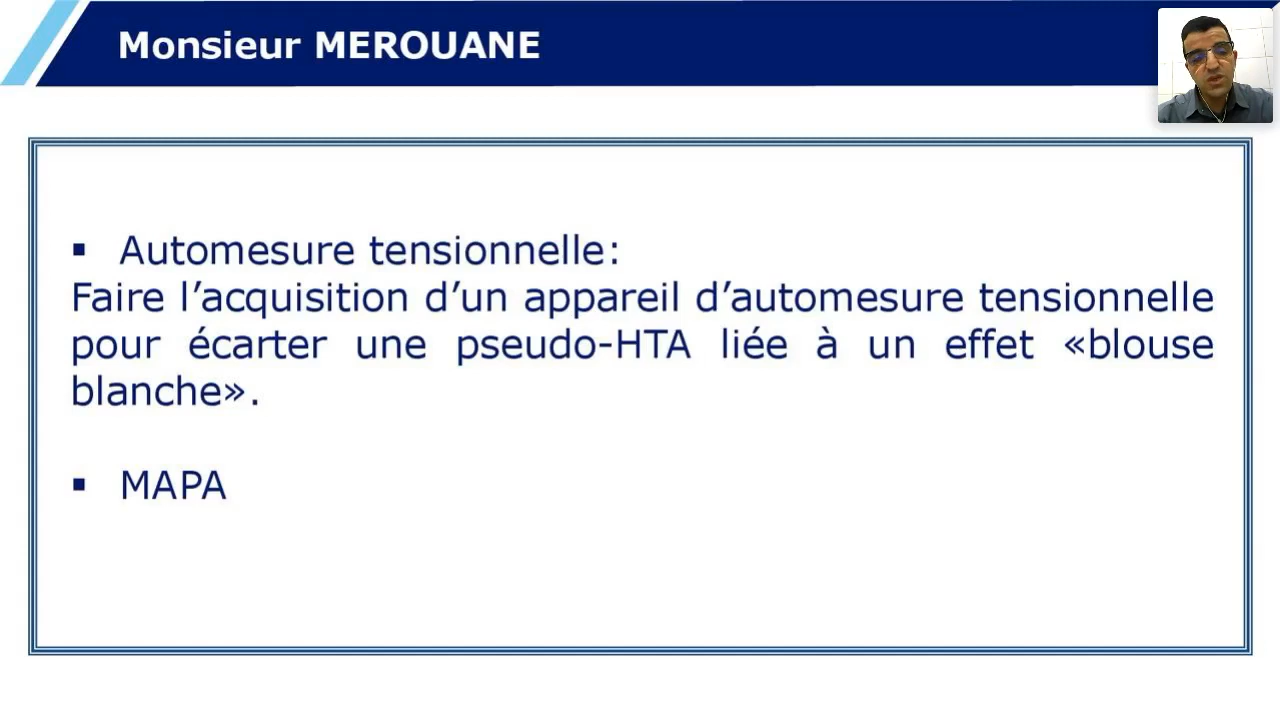 Monsieur MEROUANE
▪ Automesure tensionnelle:
Faire l’acquisition d’un appareil d’automesure tensionnelle
pour écarter une pseudo-HTA liée à un effet «blouse
blanche».
▪ MAPA